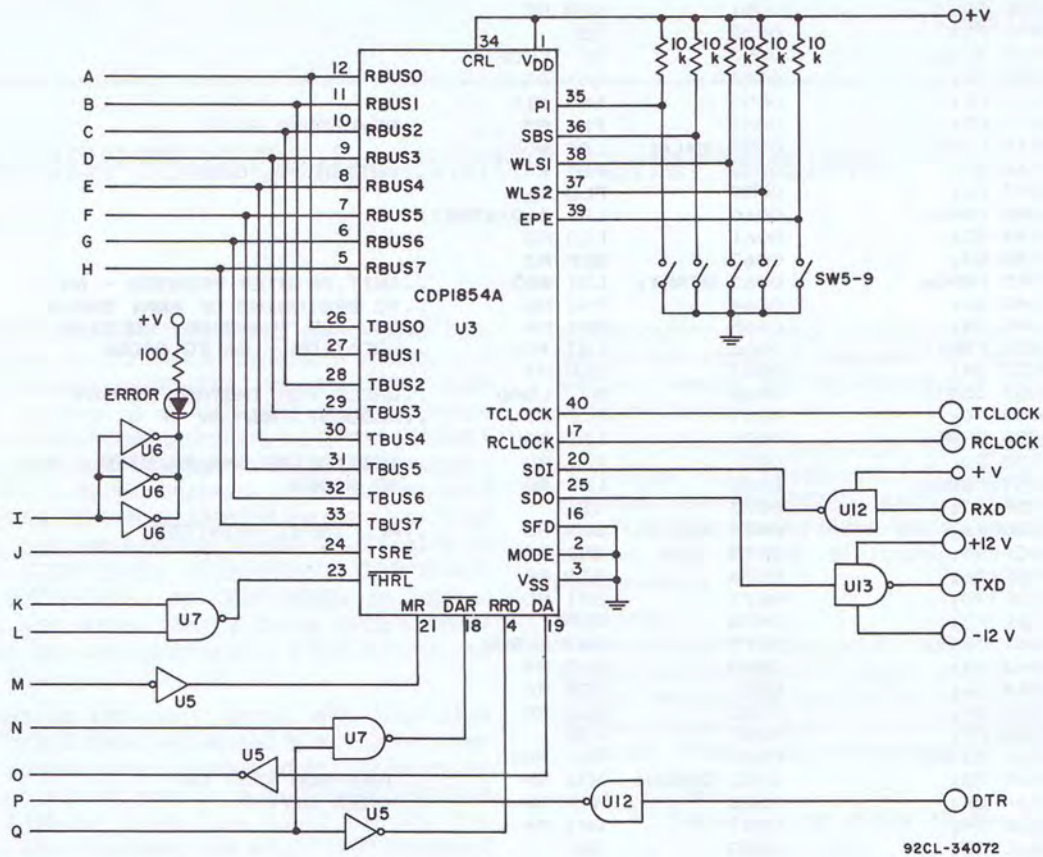 +V
10 k
10 k
10 k
10 k
10 k
34
1
CRL
VDD
A
12
RBUS0
B
11
RBUS1
C
10
RBUS2
D
9
RBUS3
E
8
RBUS4
F
7
RBUS5
G
6
RBUS6
H
5
RBUS7
PI
35
SBS
36
WLS1
38
WLS2
37
EPE
39
SW5-9
CDP1854A
U3
26
TBUS0
27
TBUS1
28
TBUS2
29
TBUS3
30
TBUS4
31
TBUS5
32
TBUS6
33
TBUS7
24
TSRE
23
THRL
+V
100
ERROR
U6
U6
U6
I
J
K
L
U7
TCLOCK
40
TCLOCK
RCLOCK
17
RCLOCK
SDI
20
SDO
25
SFD
16
MODE
2
VSS
3
+V
U12
RXD
+12 V
U13
TXD
-12 V
MR
DAR
RRD
DA
21
18
4
19
M
U5
N
U7
O
U5
P
U12
DTR
Q
U5
92CL-34072